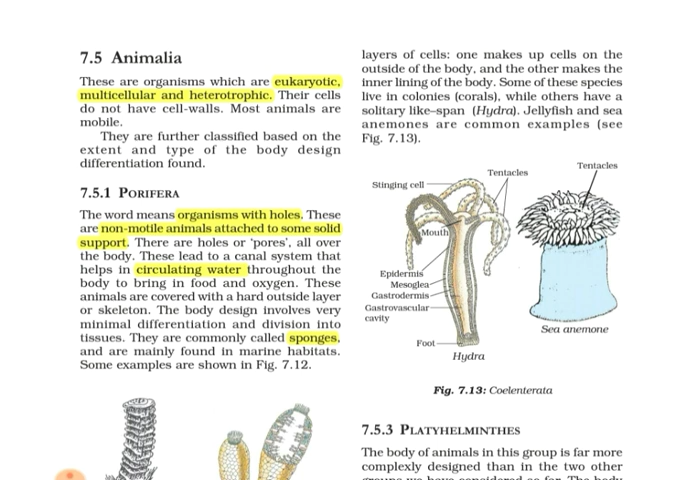 7.5 Animalia
These are organisms which are eukaryotic,
multicellular and heterotrophic. Their cells
do not have cell-walls. Most animals are
mobile.
They are further classified based on the
extent and type of the body design
differentiation found.
7.5.1 PORIFERA
The word means organisms with holes. These
are non-motile animals attached to some solid
support. There are holes or ‘pores’, all over
the body. These lead to a canal system that
helps in circulating water throughout the
body to bring in food and oxygen. These
animals are covered with a hard outside layer
or skeleton. The body design involves very
minimal differentiation and division into
tissues. They are commonly called sponges,
and are mainly found in marine habitats.
Some examples are shown in Fig. 7.12.
layers of cells: one makes up cells on the
outside of the body, and the other makes the
inner lining of the body. Some of these species
live in colonies (corals), while others have a
solitary like–span (Hydra). Jellyfish and sea
anemones are common examples (see
Fig. 7.13).
Tentacles
Tentacles
Stinging cell
Mouth
Epidermis
Mesoglea
Gastrodermis
Gastrovascular
cavity
Foot
Hydra
Sea anemone
Fig. 7.13: Coelenterata
7.5.3 PLATYHELMINTHES
The body of animals in this group is far more
complexly designed than in the two other